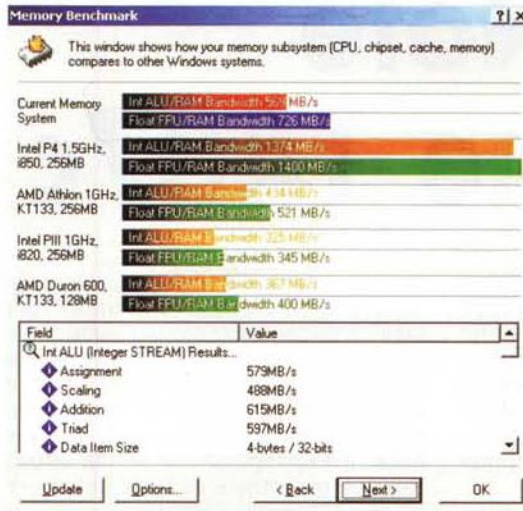 Memory Benchmark
This window shows how your memory subsystem (CPU, chipset, cache, memory)
compares to other Windows systems.
Current Memory
System
Int ALU/RAM Bandwidth MB/s
Float FPU/RAM Bandwidth 726 MB/s
Intel P4 1.5GHz,
i850, 256MB
Int ALU/RAM Bandwidth 1374 MB/s
Float FPU/RAM Bandwidth 1400 MB/s
AMD Athlon 1GHz,
KT133, 256MB
Int ALU/RAM Bandwidth 434 MB/s
Float FPU/RAM Bandwidth 521 MB/s
Intel PIII 1GHz,
i820, 256MB
Int ALU/RAM Bandwidth 325 MB/s
Float FPU/RAM Bandwidth 345 MB/s
AMD Duron 600,
KT133, 128MB
Int ALU/RAM Bandwidth 367 MB/s
Float FPU/RAM Bandwidth 400 MB/s
Field Value
Int ALU (Integer STREAM) Results...
Assignment 579MB/s
Scaling 488MB/s
Addition 615MB/s
Triad 597MB/s
Data Item Size 4-bytes / 32-bits
Update Options... < Back Next > OK